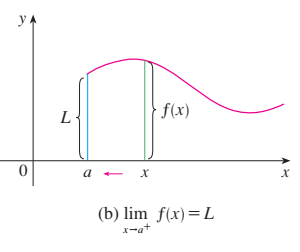 y
L
f(x)
0 a x x
(b) lim f(x) = L
x→a⁺